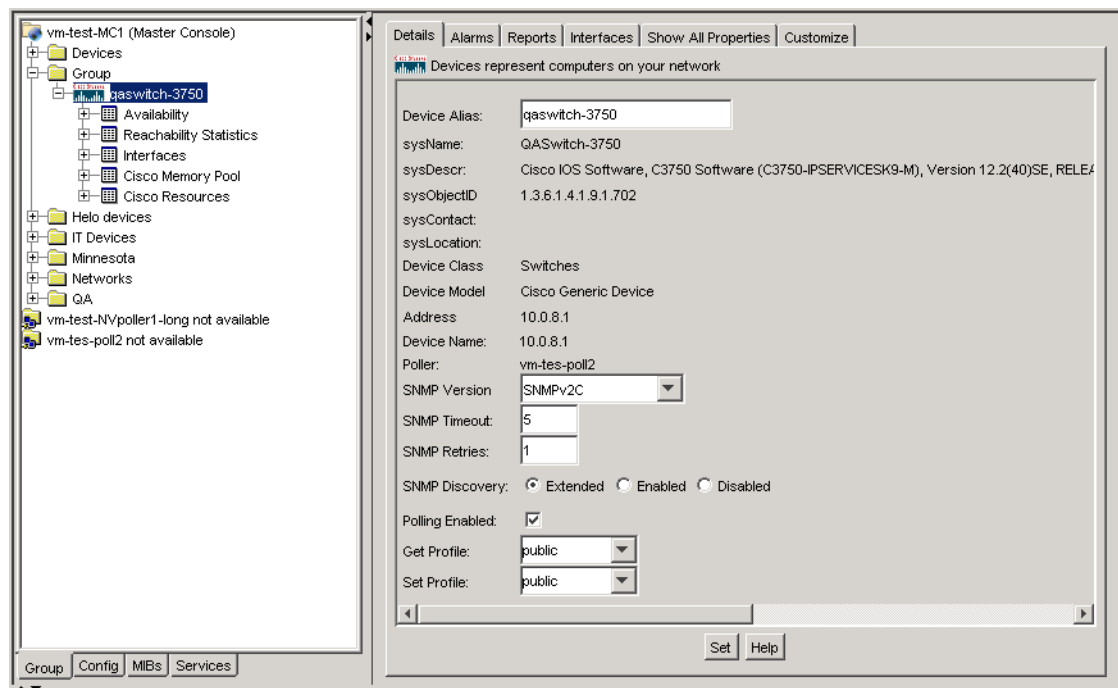 vm-test-MC1 (Master Console)
Devices
Group
qaswitch-3750
Availability
Reachability Statistics
Interfaces
Cisco Memory Pool
Cisco Resources
Helo devices
IT Devices
Minnesota
Networks
QA
vm-test-NVpoller1-long not available
vm-tes-poll2 not available
Group Config MIBs Services
Details Alarms Reports Interfaces Show All Properties Customize
Devices represent computers on your network
Device Alias: qaswitch-3750
sysName: QASwitch-3750
sysDescr: Cisco IOS Software, C3750 Software (C3750-IPSERVICESK9-M), Version 12.2(40)SE, RELEA
sysObjectID 1.3.6.1.4.1.9.1.702
sysContact:
sysLocation:
Device Class Switches
Device Model Cisco Generic Device
Address 10.0.8.1
Device Name: 10.0.8.1
Poller: vm-tes-poll2
SNMP Version SNMPv2C
SNMP Timeout: 5
SNMP Retries: 1
SNMP Discovery: Extended Enabled Disabled
Polling Enabled:
Get Profile: public
Set Profile: public
Set Help